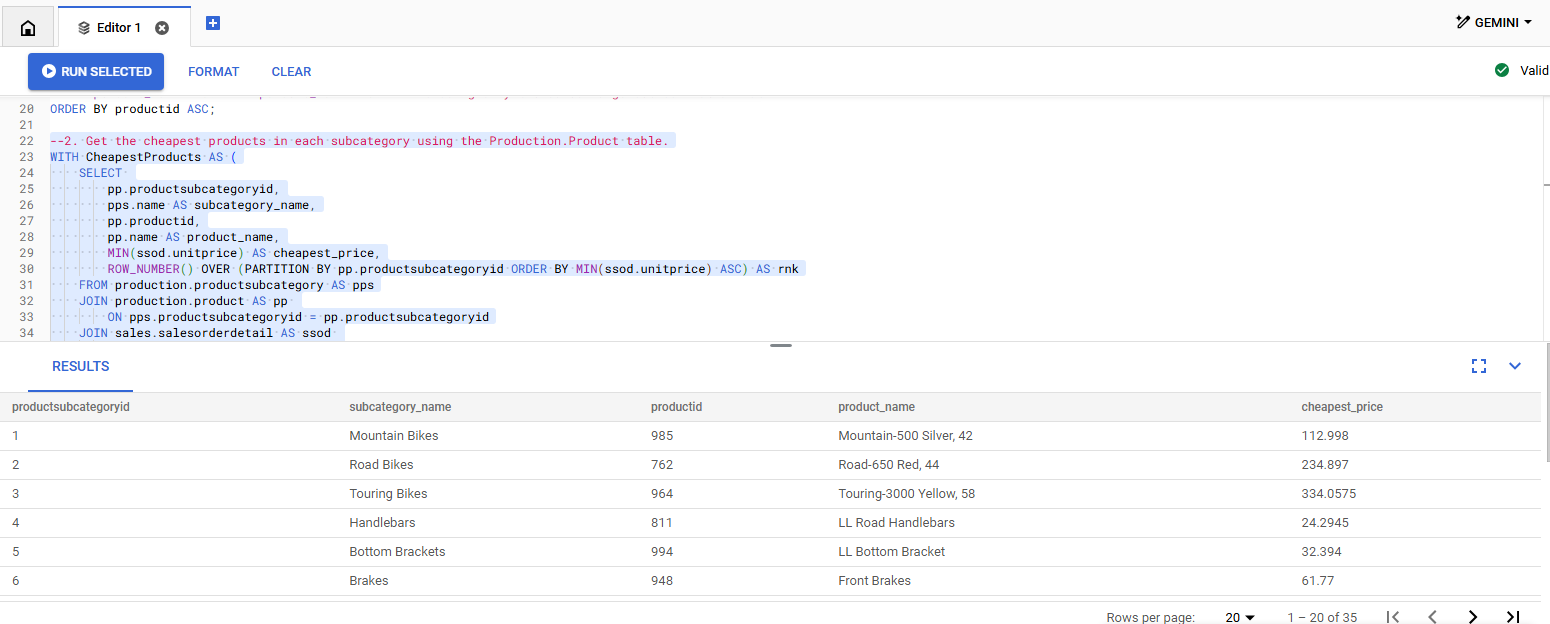 Editor 1
GEMINI
RUN SELECTED FORMAT CLEAR
Valid
20 ORDER BY productid ASC;
21
22 --2. Get the cheapest products in each subcategory using the Production.Product table.
23 WITH CheapestProducts AS (
24 SELECT
25 pp.productsubcategoryid,
26 pps.name AS subcategory_name,
27 pp.productid,
28 pp.name AS product_name,
29 MIN(ssod.unitprice) AS cheapest_price,
30 ROW_NUMBER() OVER (PARTITION BY pp.productsubcategoryid ORDER BY MIN(ssod.unitprice) ASC) AS rnk
31 FROM production.productsubcategory AS pps
32 JOIN production.product AS pp
33 ON pps.productsubcategoryid = pp.productsubcategoryid
34 JOIN sales.salesorderdetail AS ssod
RESULTS
productsubcategoryid subcategory_name productid product_name cheapest_price
1 Mountain Bikes 985 Mountain-500 Silver, 42 112.998
2 Road Bikes 762 Road-650 Red, 44 234.897
3 Touring Bikes 964 Touring-3000 Yellow, 58 334.0575
4 Handlebars 811 LL Road Handlebars 24.2945
5 Bottom Brackets 994 LL Bottom Bracket 32.394
6 Brakes 948 Front Brakes 61.77
Rows per page: 20 1 – 20 of 35